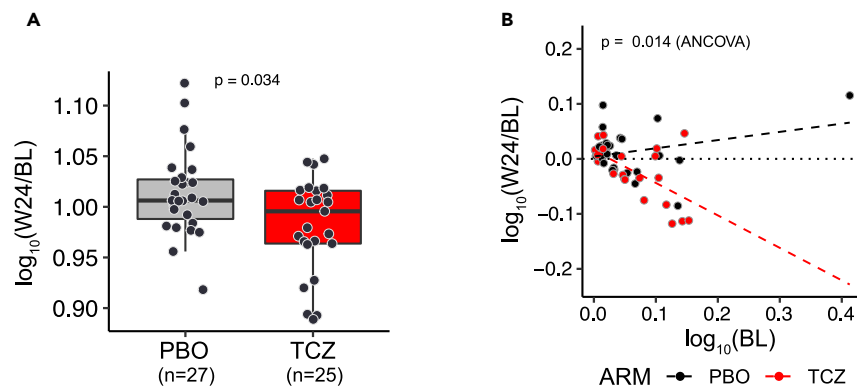 A
p = 0.034
log10(W24/BL)
1.10
1.05
1.00
0.95
0.90
PBO
(n=27)
TCZ
(n=25)
B
p = 0.014 (ANCOVA)
log10(W24/BL)
0.2
0.1
0.0
−0.1
−0.2
0.0 0.1 0.2 0.3 0.4
log10(BL)
ARM PBO TCZ